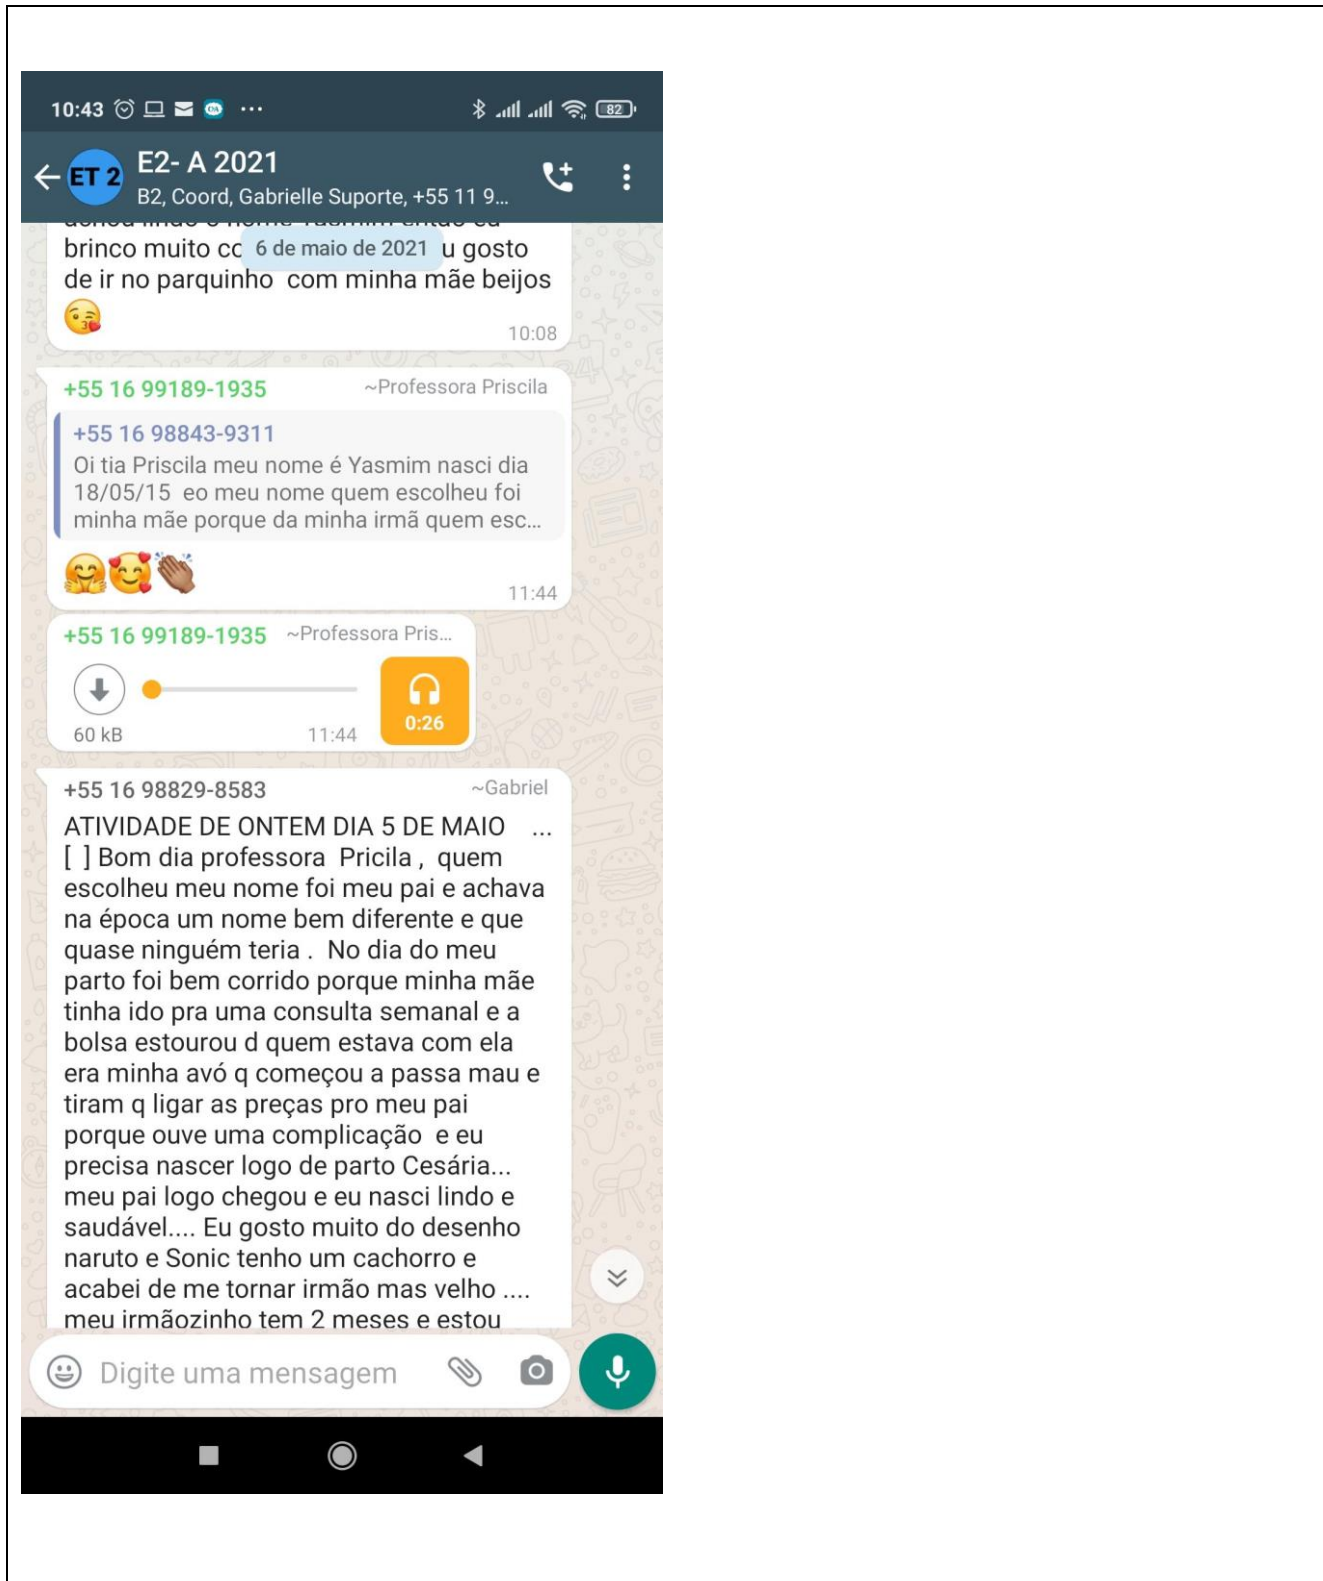 10:43 ...
82
ET 2
E2- A 2021
B2, Coord, Gabrielle Suporte, +55 11 9...
brinco muito co 6 de maio de 2021 u gosto
de ir no parquinho com minha mãe beijos
10:08
+55 16 99189-1935 ~Professora Priscila
+55 16 98843-9311
Oi tia Priscila meu nome é Yasmim nasci dia
18/05/15 eo meu nome quem escolheu foi
minha mãe porque da minha irmã quem esc...
11:44
+55 16 99189-1935 ~Professora Pris...
0:26
60 kB 11:44
+55 16 98829-8583 ~Gabriel
ATIVIDADE DE ONTEM DIA 5 DE MAIO ...
[ ] Bom dia professora Pricila , quem
escolheu meu nome foi meu pai e achava
na época um nome bem diferente e que
quase ninguém teria . No dia do meu
parto foi bem corrido porque minha mãe
tinha ido pra uma consulta semanal e a
bolsa estourou d quem estava com ela
era minha avó q começou a passa mau e
tiram q ligar as preças pro meu pai
porque ouve uma complicação e eu
precisa nascer logo de parto Cesária...
meu pai logo chegou e eu nasci lindo e
saudável.... Eu gosto muito do desenho
naruto e Sonic tenho um cachorro e
acabei de me tornar irmão mas velho ....
meu irmãozinho tem 2 meses e estou
Digite uma mensagem